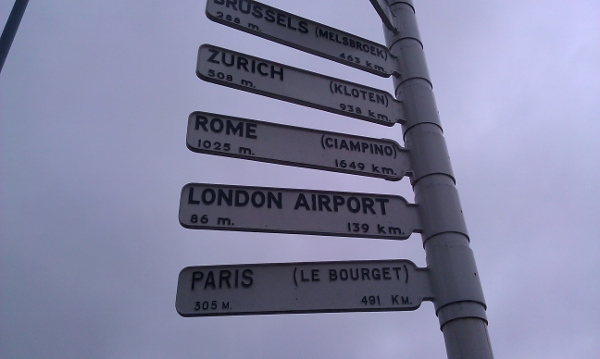 BRUSSELS (MELSBROEK)
288 m. 463 km.
ZURICH (KLOTEN)
508 m. 938 km.
ROME (CIAMPINO)
1025 m. 1649 km.
LONDON AIRPORT
86 m. 139 km.
PARIS (LE BOURGET)
305 M. 491 KM.